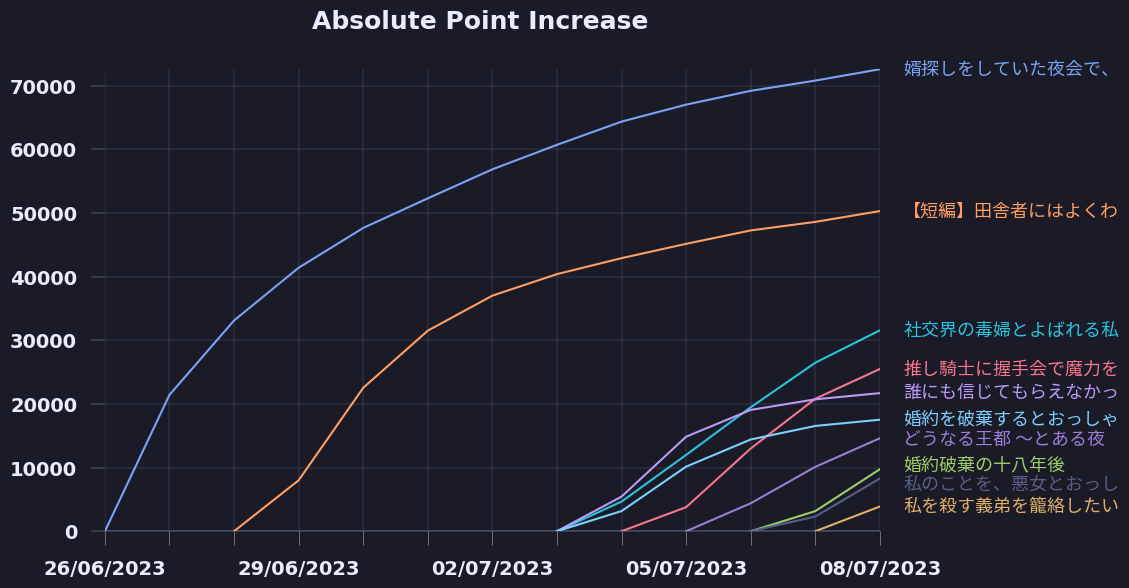 Absolute Point Increase
70000
60000
50000
40000
30000
20000
10000
0
26/06/2023
29/06/2023
02/07/2023
05/07/2023
08/07/2023
婿探しをしていた夜会で、
【短編】田舎者にはよくわ
社交界の毒婦とよばれる私
推し騎士に握手会で魔力を
誰にも信じてもらえなかっ
婚約を破棄するとおっしゃ
どうなる王都 ～とある夜
婚約破棄の十八年後
私のことを、悪女とおっし
私を殺す義弟を籠絡したい